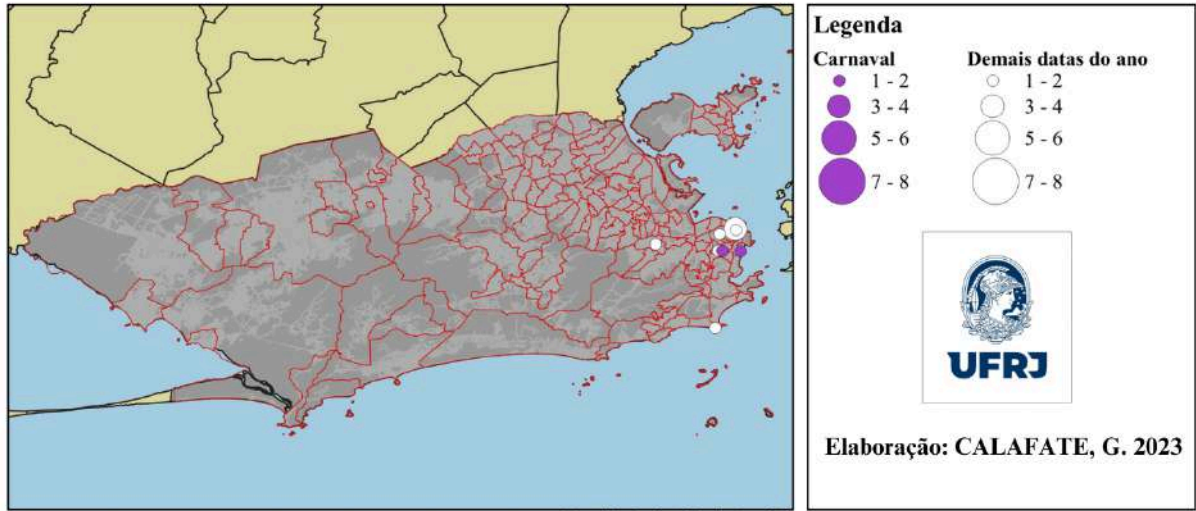 Legenda
Carnaval
1 - 2
3 - 4
5 - 6
7 - 8
Demais datas do ano
1 - 2
3 - 4
5 - 6
7 - 8
UFRJ
Elaboração: CALAFATE, G. 2023